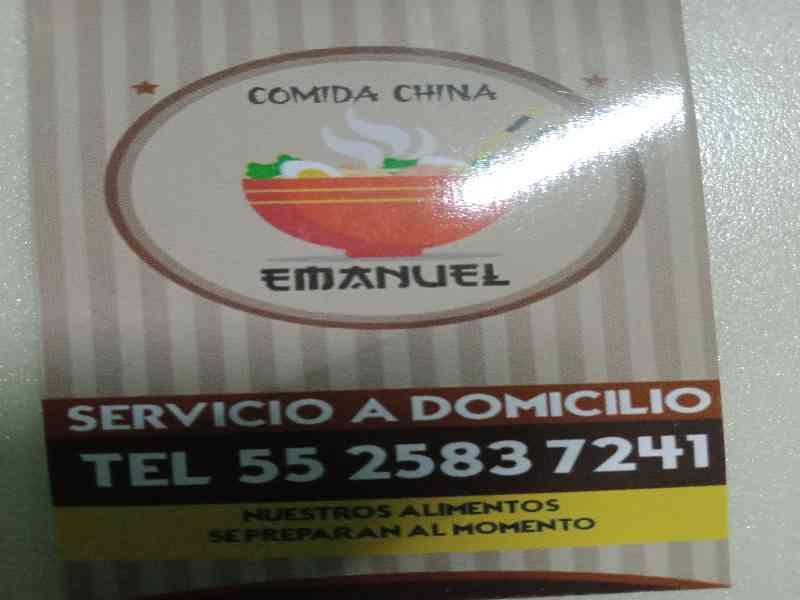 COMIDA CHINA
EMANUEL
SERVICIO A DOMICILIO
TEL 55 2583 7241
NUESTROS ALIMENTOS
SE PREPARAN AL MOMENTO